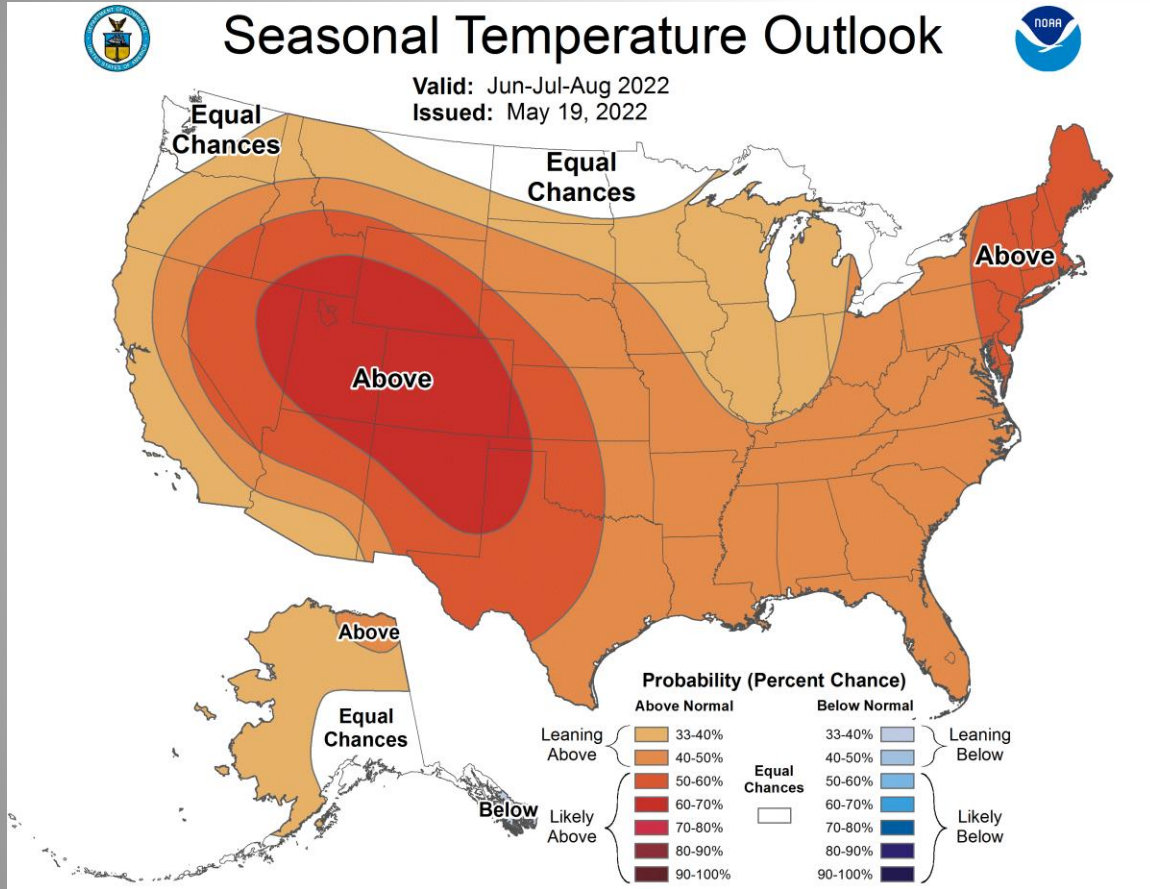 Seasonal Temperature Outlook
NOAA
Valid: Jun-Jul-Aug 2022
Issued: May 19, 2022
Equal
Chances
Equal
Chances
Above
Above
Above
Equal
Chances
Below
Probability (Percent Chance)
Above Normal
Below Normal
Leaning
Above
33-40%
40-50%
Likely
Above
50-60%
60-70%
70-80%
80-90%
90-100%
Equal
Chances
33-40%
40-50%
Leaning
Below
50-60%
60-70%
70-80%
80-90%
90-100%
Likely
Below